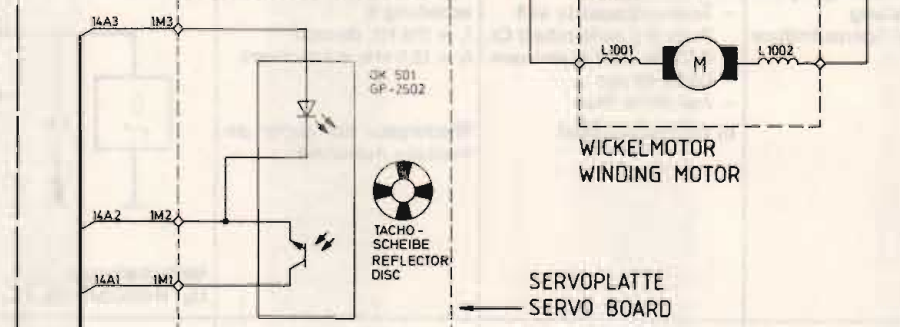 14A3 1M3
L1001 M L1002
OK 501
GP-2502
WICKELMOTOR
WINDING MOTOR
14A2 1M2
TACHO-
SCHEIBE
REFLECTOR
DISC
14A1 1M1
SERVOPLATTE
SERVO BOARD